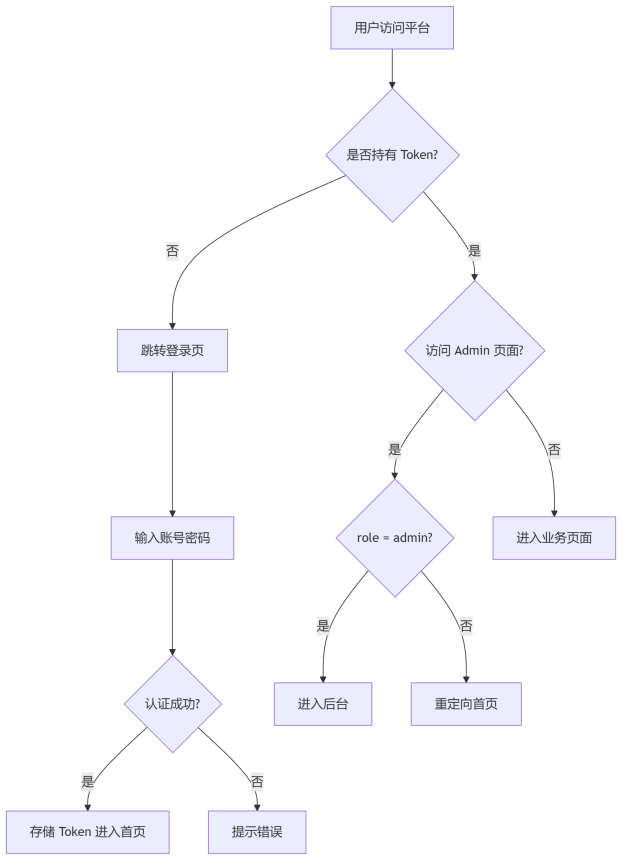 用户访问平台
是否持有 Token?
否
是
跳转登录页
访问 Admin 页面?
是
否
输入账号密码
role = admin?
进入业务页面
是
否
认证成功?
进入后台
重定向首页
是
否
存储 Token 进入首页
提示错误